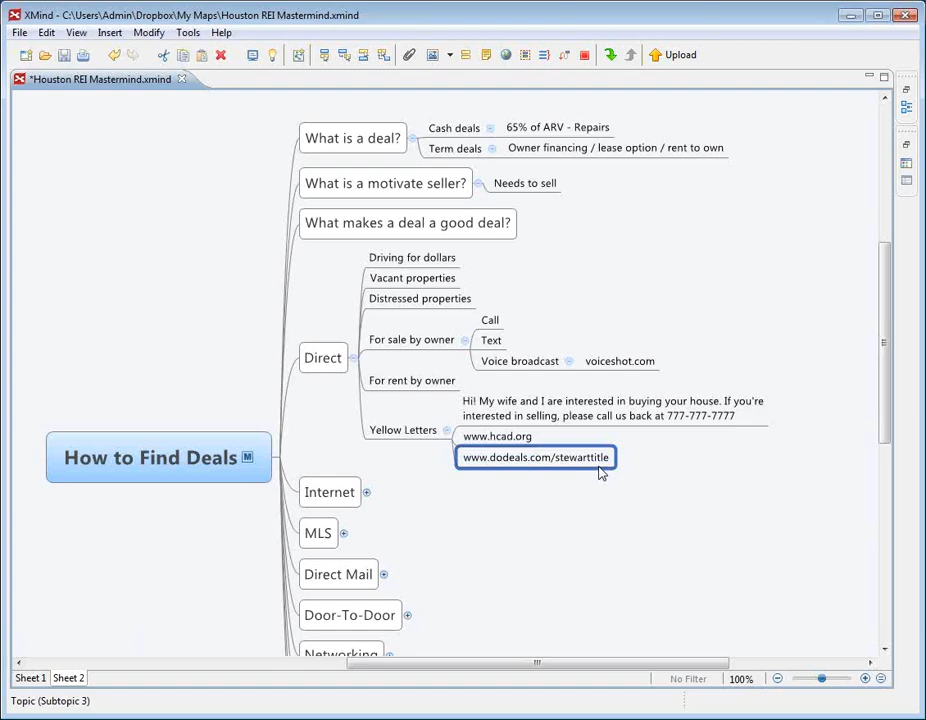 XMind - C:\Users\Admin\Dropbox\My Maps\Houston REI Mastermind.xmind
File Edit View Insert Modify Tools Help
Upload
*Houston REI Mastermind.xmind
What is a deal?
Cash deals
65% of ARV - Repairs
Term deals
Owner financing / lease option / rent to own
What is a motivate seller?
Needs to sell
What makes a deal a good deal?
Driving for dollars
Vacant properties
Distressed properties
Call
Direct
For sale by owner
Text
Voice broadcast
voiceshot.com
For rent by owner
Hi! My wife and I are interested in buying your house. If you're
interested in selling, please call us back at 777-777-7777
Yellow Letters
www.hcad.org
How to Find Deals
www.dodeals.com/stewarttitle
Internet
MLS
Direct Mail
Door-To-Door
Networking
Sheet 1 Sheet 2
No Filter
100%
Topic (Subtopic 3)